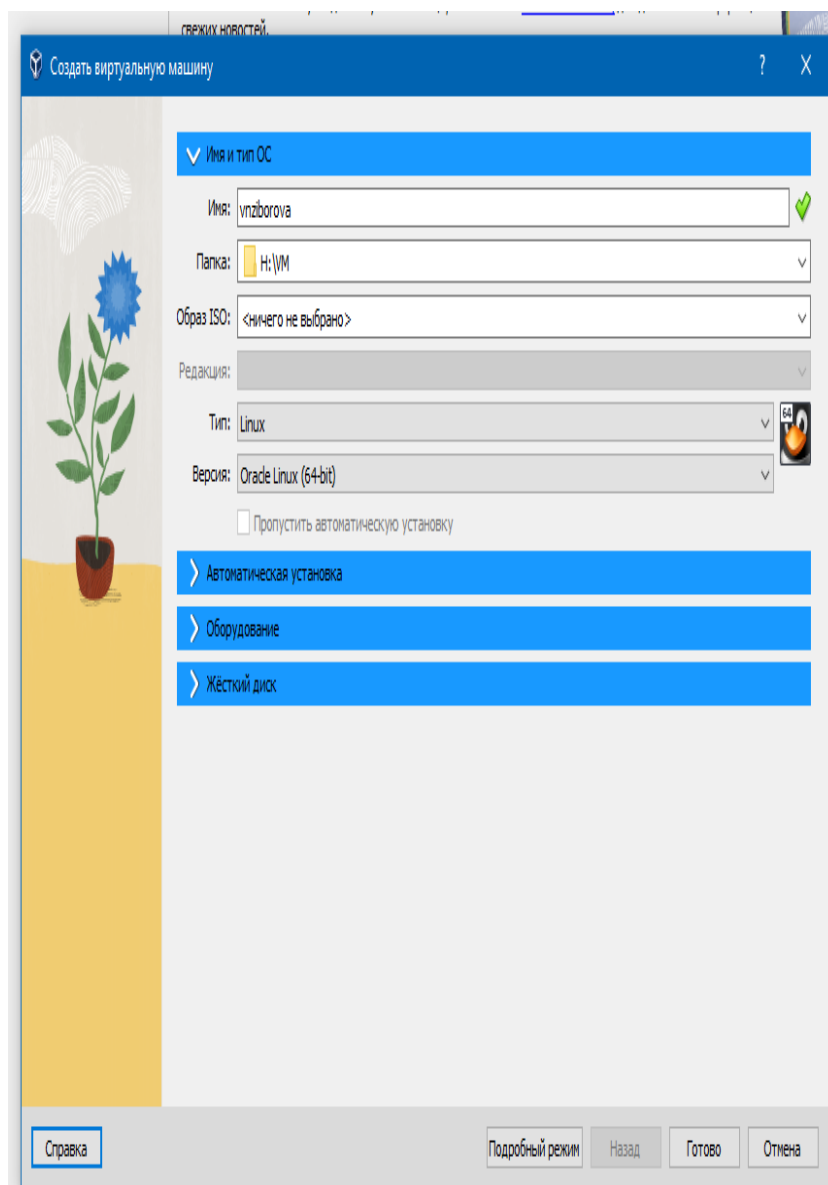 свежих новостей.
Создать виртуальную машину
?
X
Имя и тип ОС
Имя: vnziborova
Папка: H:\VM
Образ ISO: <ничего не выбрано>
Редакция:
Тип: Linux
64
Версия: Oracle Linux (64-bit)
Пропустить автоматическую установку
Автоматическая установка
Оборудование
Жёсткий диск
Справка
Подробный режим
Назад
Готово
Отмена